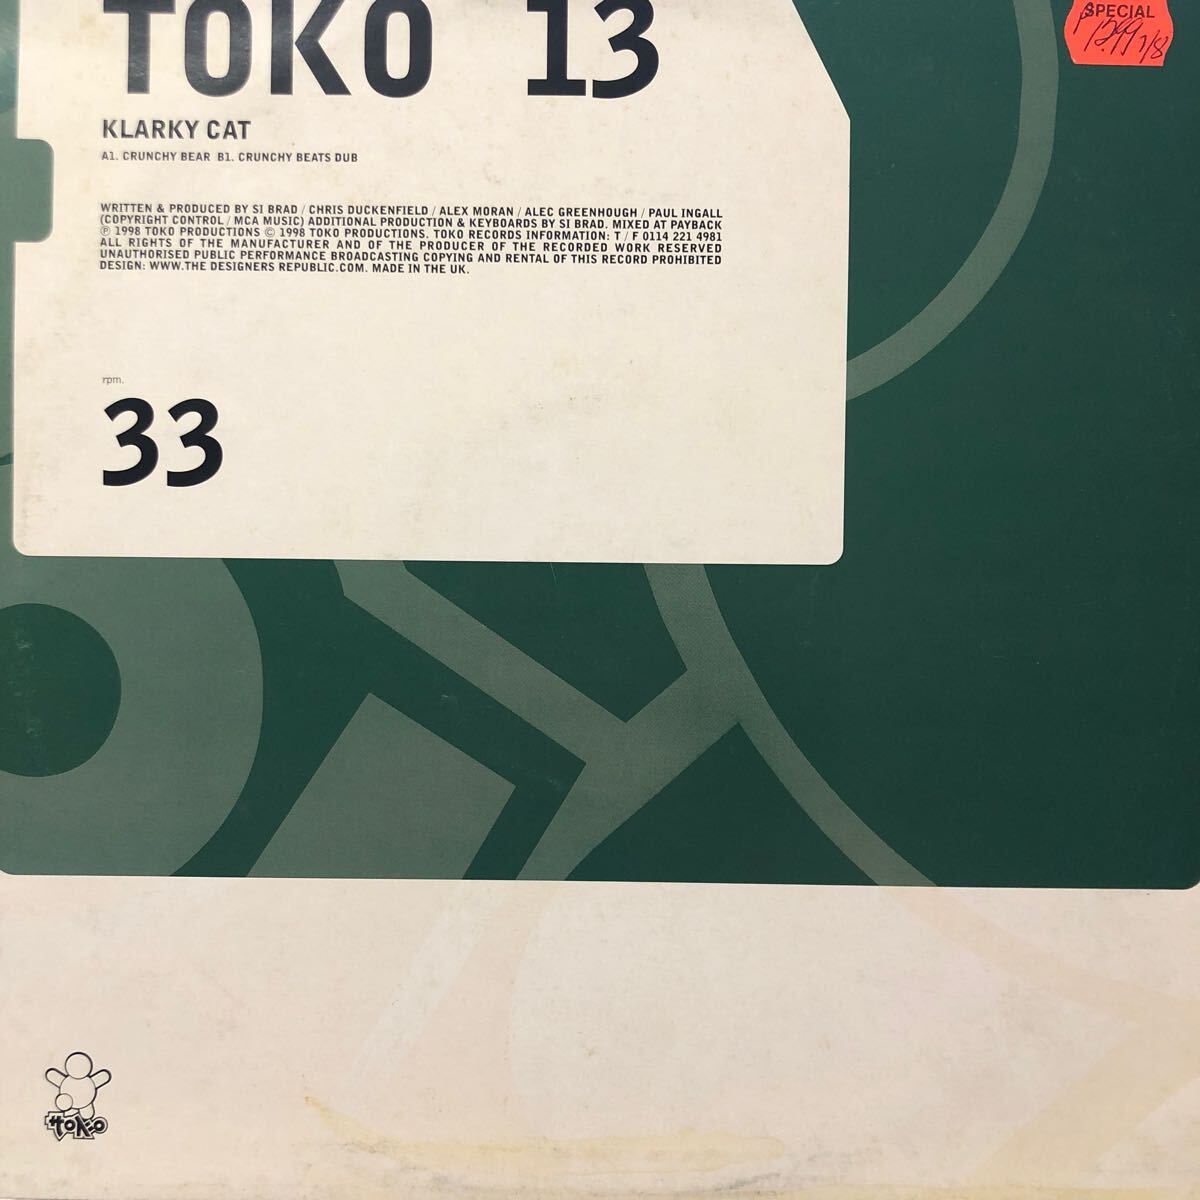 TOKO 13
SPECIAL
KLARKY CAT
A1. CRUNCHY BEAR B1. CRUNCHY BEATS DUB
WRITTEN & PRODUCED BY SI BRAD / CHRIS DUCKENFIELD / ALEX MORAN / ALEC GREENHOUGH / PAUL INGALL
(COPYRIGHT CONTROL / MCA MUSIC) ADDITIONAL PRODUCTION & KEYBOARDS BY SI BRAD. MIXED AT PAYBACK
℗ 1998 TOKO PRODUCTIONS © 1998 TOKO PRODUCTIONS. TOKO RECORDS INFORMATION: T / F 0114 221 4981
ALL RIGHTS OF THE MANUFACTURER AND OF THE PRODUCER OF THE RECORDED WORK RESERVED
UNAUTHORISED PUBLIC PERFORMANCE BROADCASTING COPYING AND RENTAL OF THIS RECORD PROHIBITED
DESIGN: WWW.THE DESIGNERS REPUBLIC.COM. MADE IN THE UK.
rpm.
33
TOKO